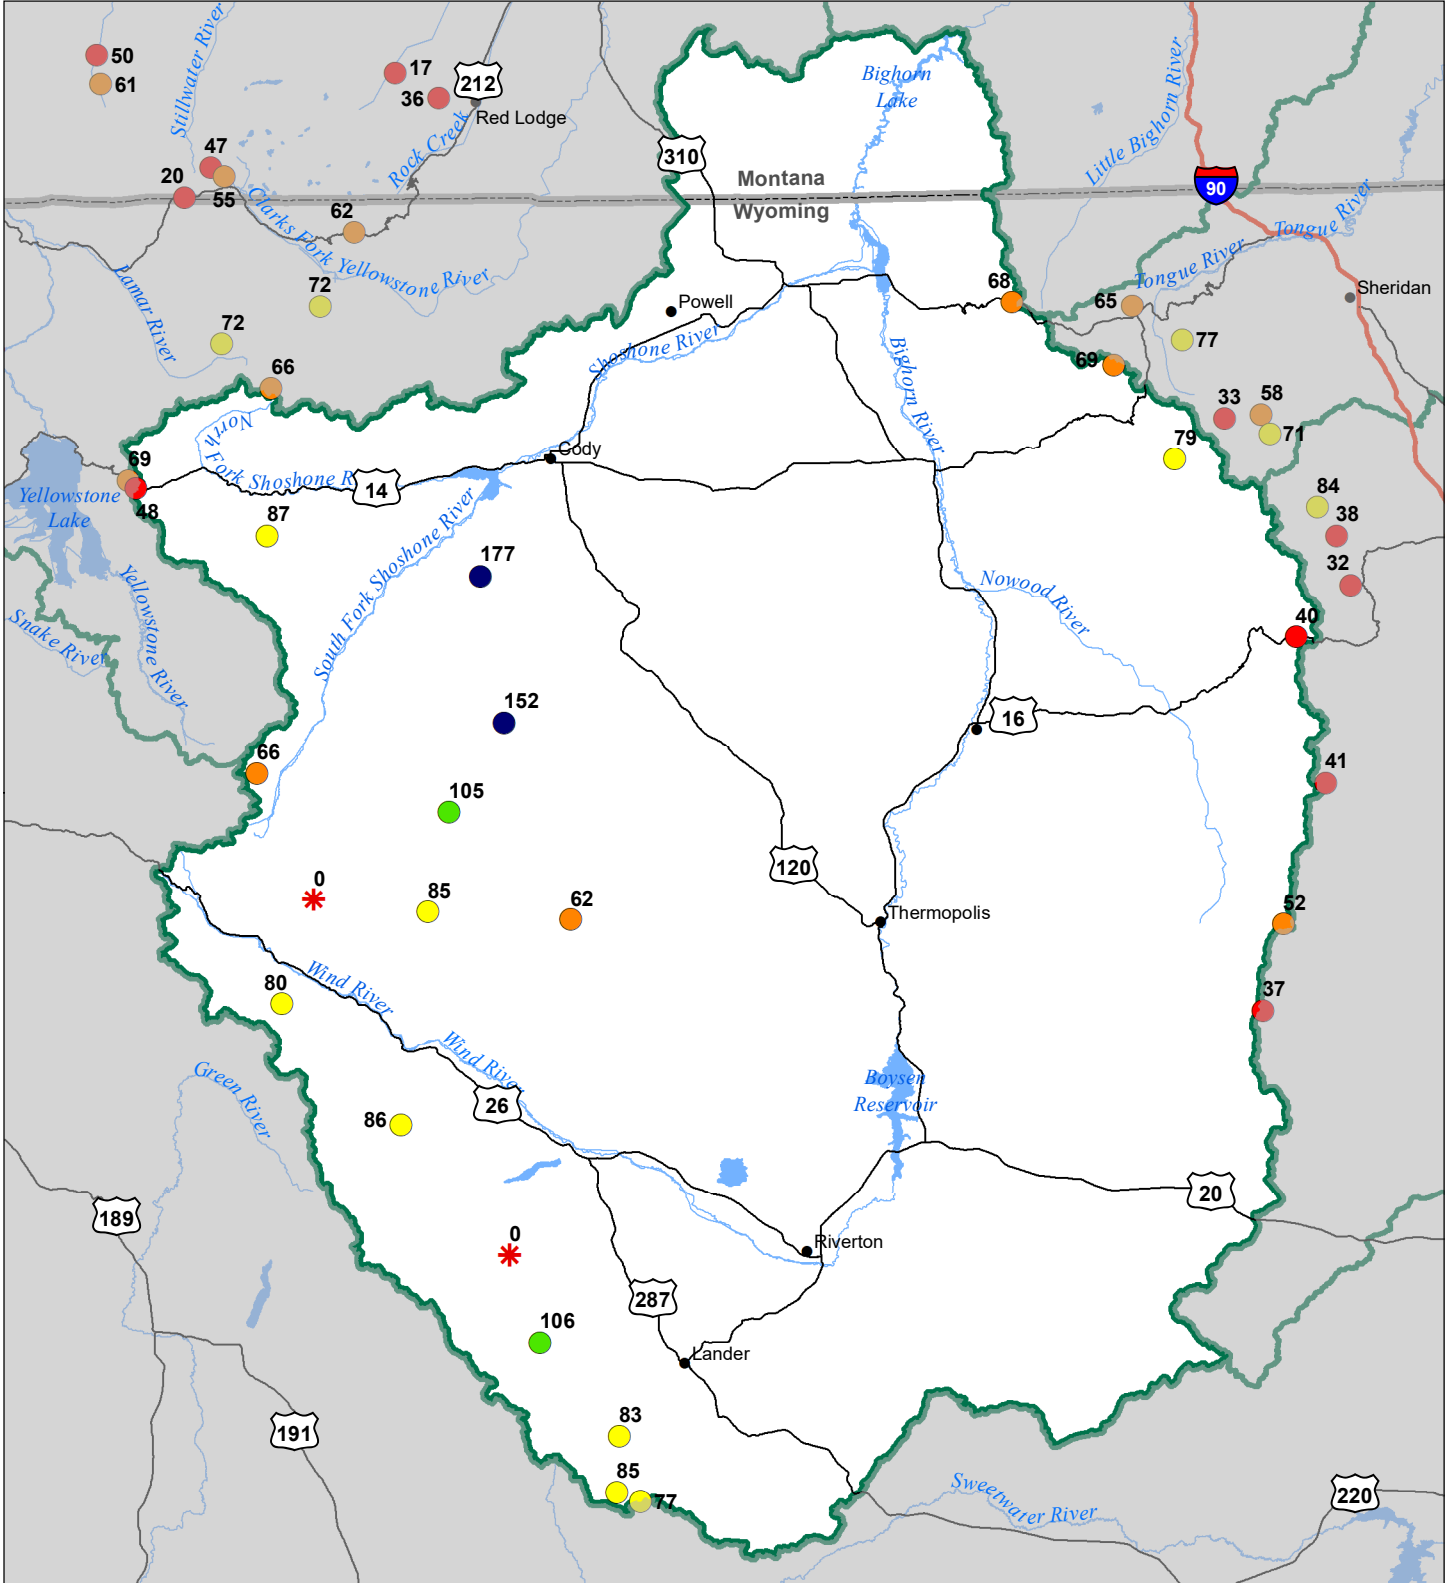 50
61
Stillwater River
17
36
212
Red Lodge
Rock Creek
Bighorn
Lake
Little Bighorn River
310
90
47
20
55
Montana
Wyoming
62
Clarks Fork Yellowstone River
Lamar River
72
72
Powell
Shoshone River
68
65
Tongue River
Tongue River
Sheridan
77
66
69
Bighorn River
33
58
71
79
North
Fork Shoshone R
Cody
14
69
48
Yellowstone
Lake
87
84
38
32
177
South Fork Shoshone River
Nowood River
Yellowstone River
Snake River
40
152
16
66
41
105
120
0
85
62
Thermopolis
52
80
Wind River
37
Wind River
Green River
Boysen
Reservoir
26
86
189
20
0
Riverton
287
106
Lander
191
83
85
77
Sweetwater River
220